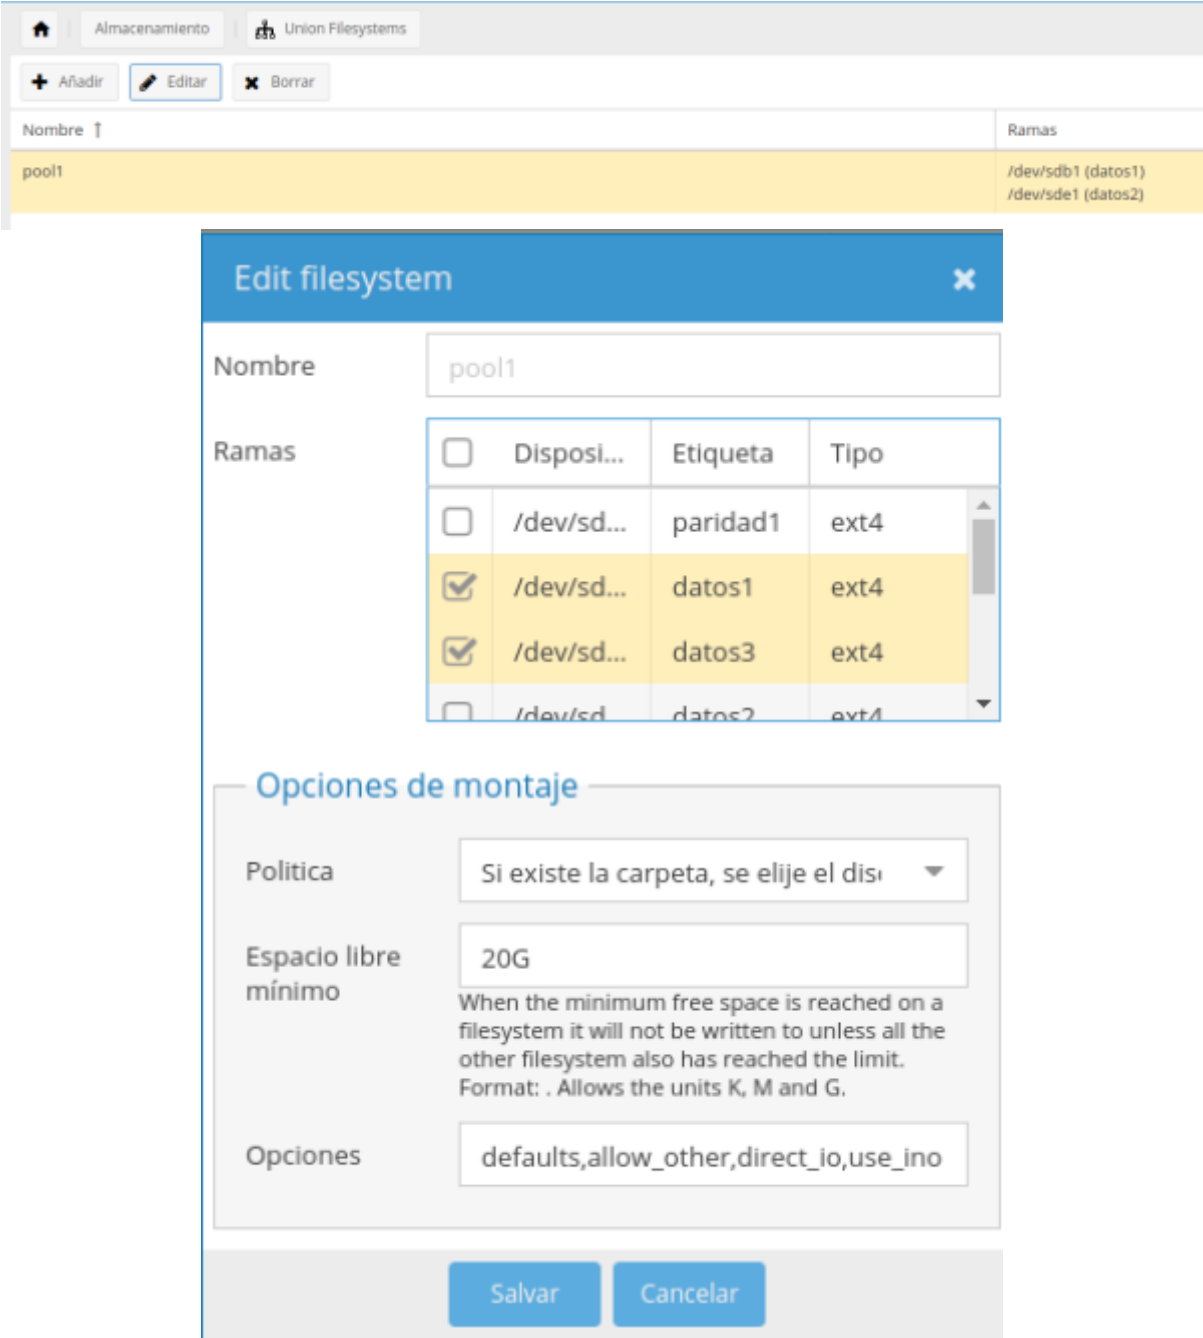 Almacenamiento Union Filesystems
Añadir Editar Borrar
Nombre ↑ Ramas
pool1 /dev/sdb1 (datos1)
/dev/sde1 (datos2)
Edit filesystem
Nombre pool1
Ramas Disposi... Etiqueta Tipo
/dev/sd... paridad1 ext4
/dev/sd... datos1 ext4
/dev/sd... datos3 ext4
/dev/sd datos2 ext4
Opciones de montaje
Politica Si existe la carpeta, se elije el dis
Espacio libre mínimo 20G
When the minimum free space is reached on a
filesystem it will not be written to unless all the
other filesystem also has reached the limit.
Format: . Allows the units K, M and G.
Opciones defaults,allow_other,direct_io,use_ino
Salvar Cancelar